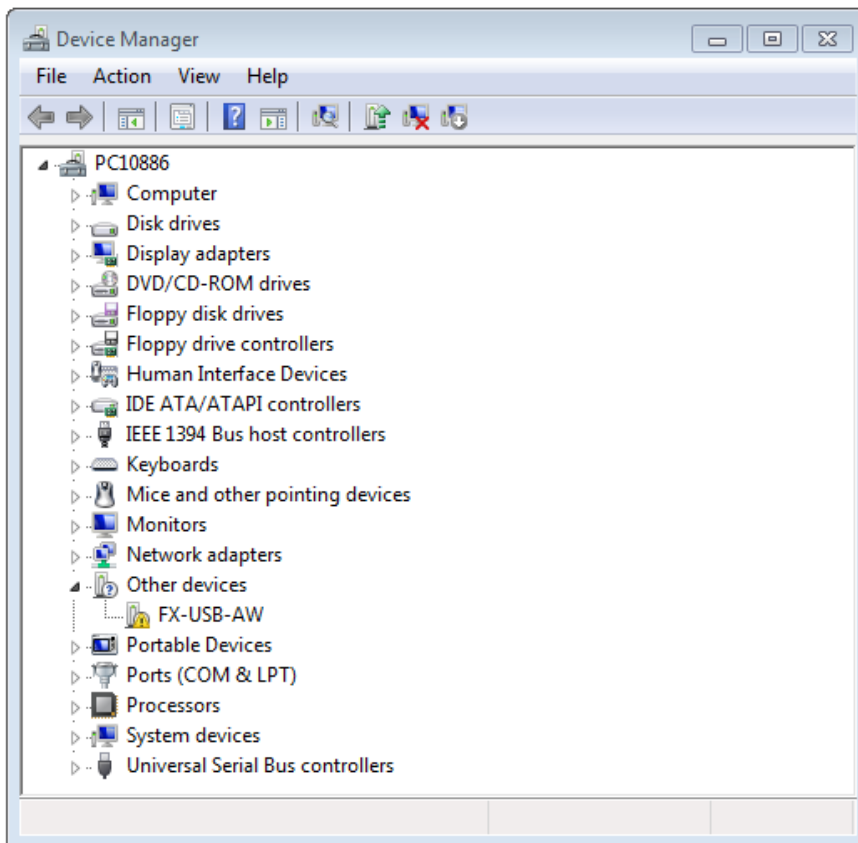 Device Manager
File Action View Help
PC10886
Computer
Disk drives
Display adapters
DVD/CD-ROM drives
Floppy disk drives
Floppy drive controllers
Human Interface Devices
IDE ATA/ATAPI controllers
IEEE 1394 Bus host controllers
Keyboards
Mice and other pointing devices
Monitors
Network adapters
Other devices
FX-USB-AW
Portable Devices
Ports (COM & LPT)
Processors
System devices
Universal Serial Bus controllers